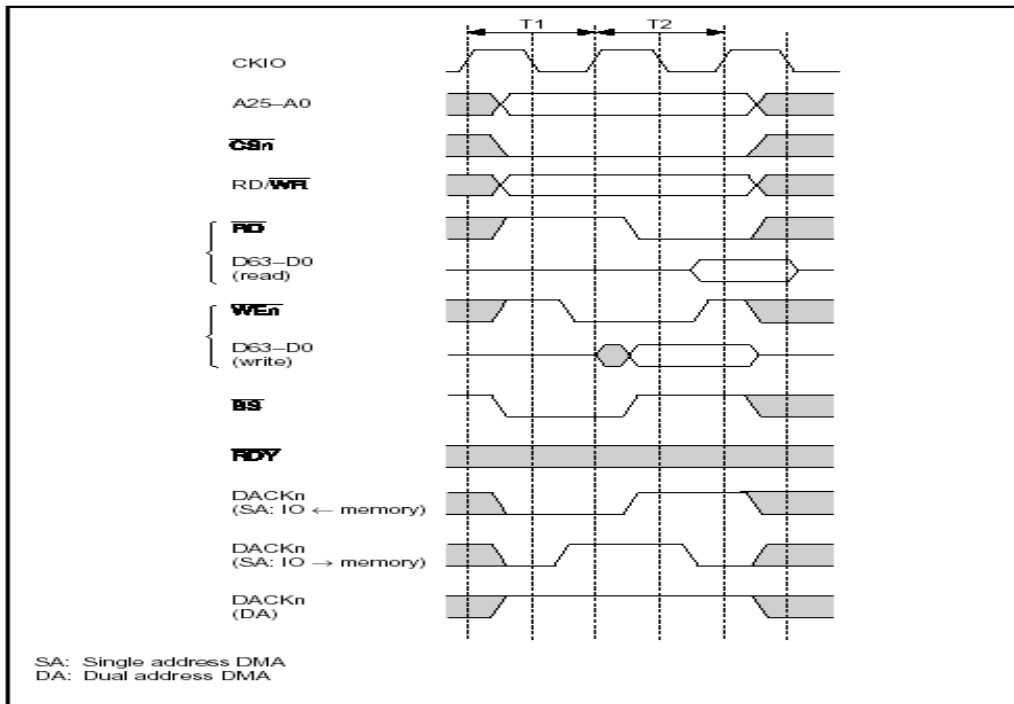 T1 T2
CKIO
A25–A0
CSn
RD/WR
RD
D63–D0
(read)
WEn
D63–D0
(write)
BS
RDY
DACKn
(SA: IO ← memory)
DACKn
(SA: IO → memory)
DACKn
(DA)
SA: Single address DMA
DA: Dual address DMA